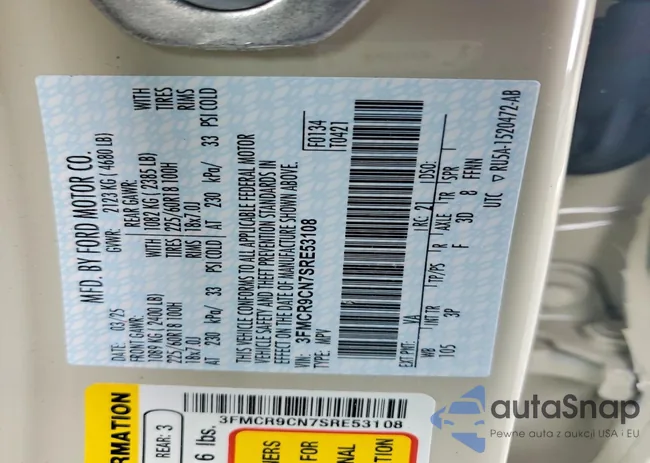 MFD. BY FORD MOTOR CO.
DATE: 03/25 GVWR: 2123 KG ( 4680 LB)
FRONT GAWR: REAR GAWR: WITH
1089 KG ( 2400 LB) 1082 KG ( 2385 LB) TIRES
225/60R18 100H 225/60R18 100H RIMS
18x7.0J 18x7.0J
AT 230 kPa/ 33 PSI COLD AT 230 kPa/ 33 PSI COLD
THIS VEHICLE CONFORMS TO ALL APPLICABLE FEDERAL MOTOR
VEHICLE SAFETY AND THEFT PREVENTION STANDARDS IN
EFFECT ON THE DATE OF MANUFACTURE SHOWN ABOVE.
VIN: 3FMCR9CN7SRE53108 F0134
TYPE: MPV T0421
EXT PNT: YA RC: 21 DSO:
WB INT TR TP/PS R AXLE TR SPR
105 3P F 3D 8 FFNN
UTC ▽ RU5A-1520472-AB
RMATION
REAR: 3
6 lbs.
3FMCR9CN7SRE53108
FOR
autaSnap
Pewne auta z aukcji USA i EU